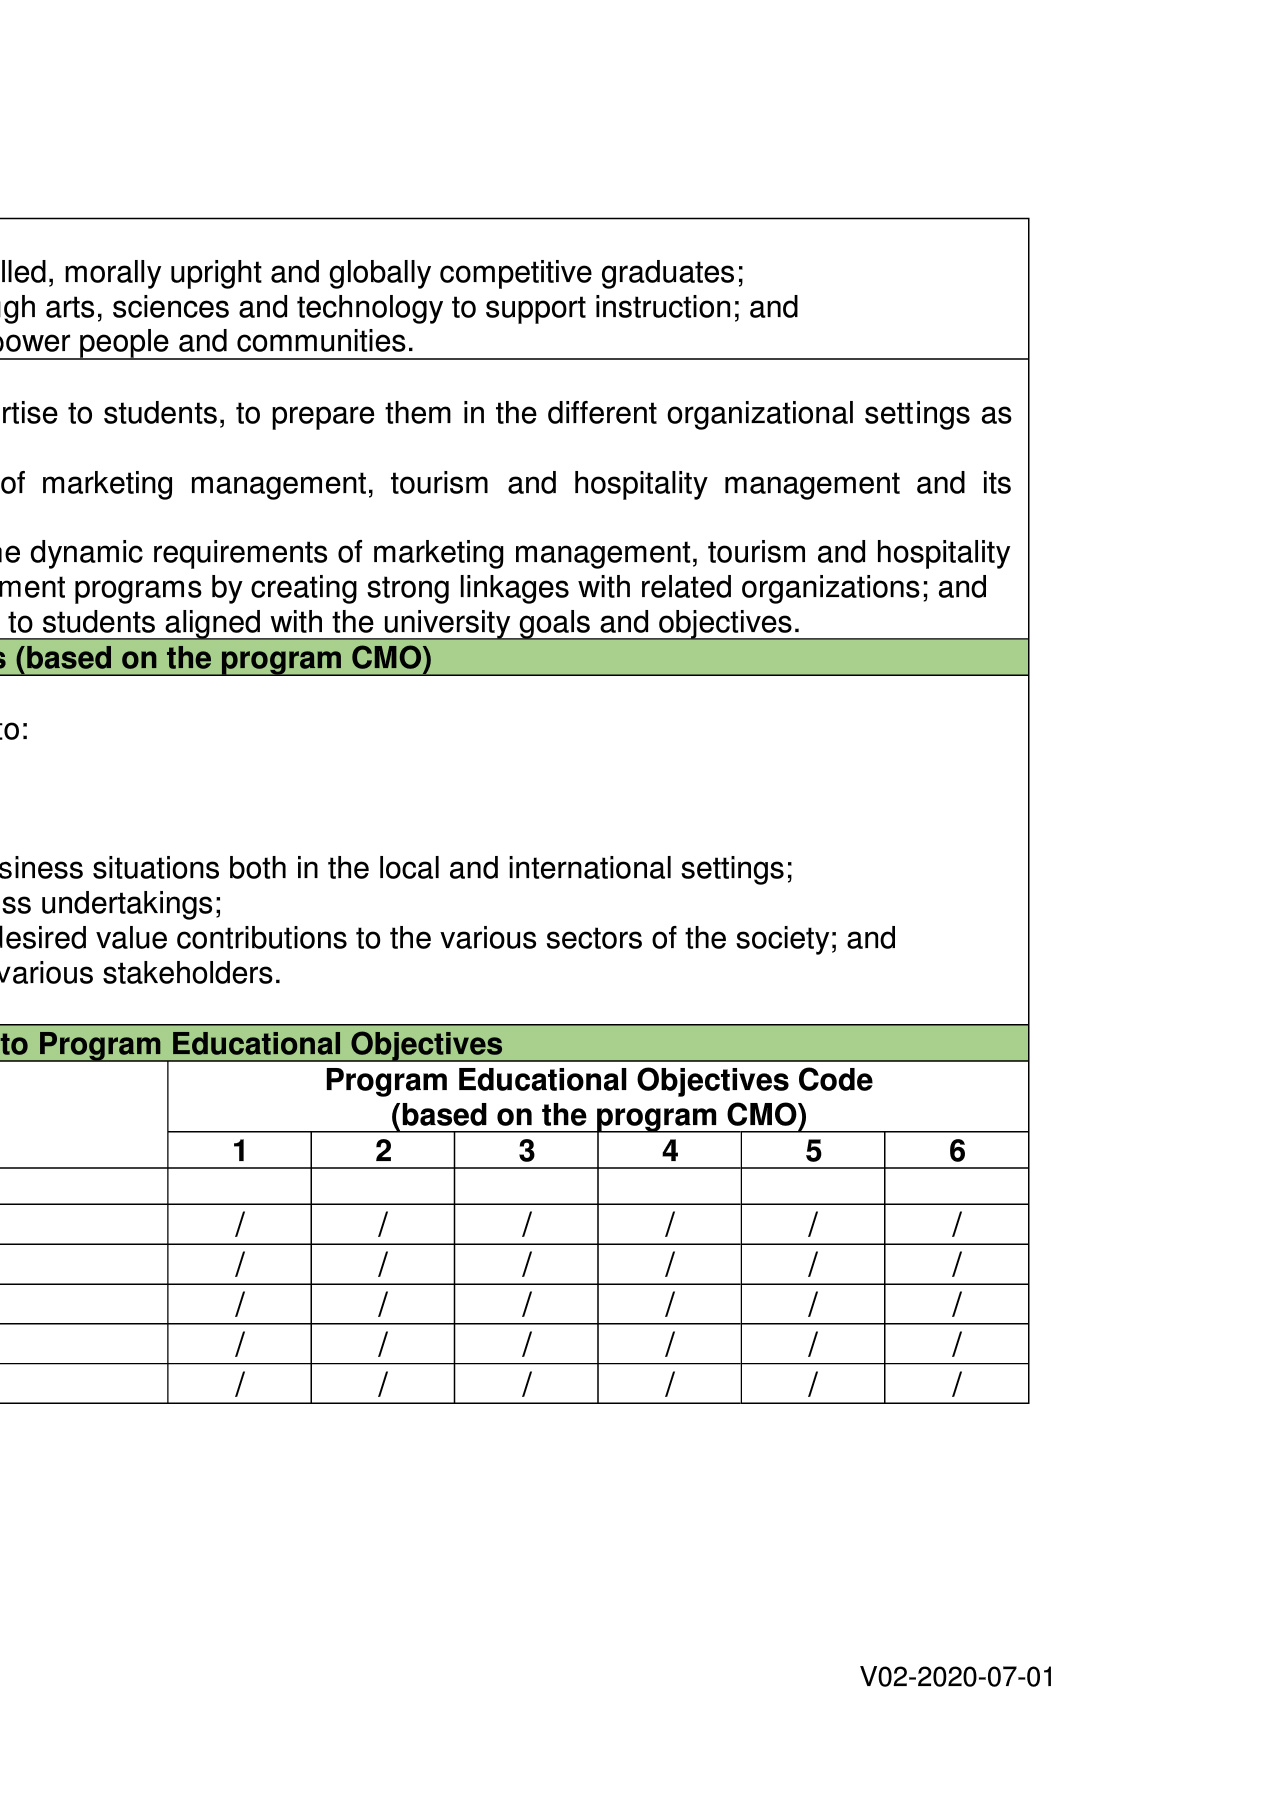 lled, morally upright and globally competitive graduates;
gh arts, sciences and technology to support instruction; and
power people and communities.
rtise to students, to prepare them in the different organizational settings as
of marketing management, tourism and hospitality management and its
he dynamic requirements of marketing management, tourism and hospitality
ment programs by creating strong linkages with related organizations; and
to students aligned with the university goals and objectives.
s (based on the program CMO)
to:
siness situations both in the local and international settings;
ss undertakings;
desired value contributions to the various sectors of the society; and
various stakeholders.
to Program Educational Objectives
Program Educational Objectives Code
(based on the program CMO)
1 2 3 4 5 6
/ / / / / /
/ / / / / /
/ / / / / /
/ / / / / /
/ / / / / /
V02-2020-07-01